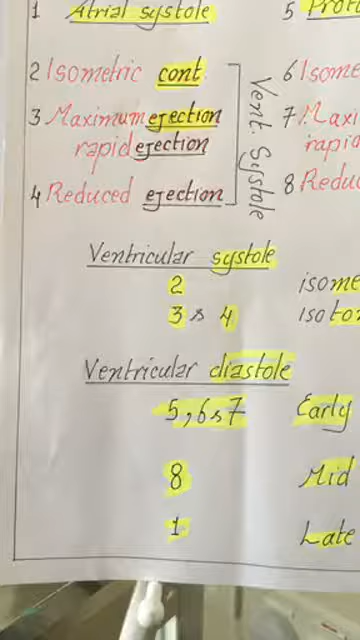 1 Atrial systole
5 Proto
2 Isometric cont.
3 Maximum ejection
rapid ejection
4 Reduced ejection
Vent. Systole
6 Isome
7 Maxi
rapid
8 Reduc
Ventricular systole
2 isome
3 & 4 isoto
Ventricular diastole
5, 6 & 7 Early
8 Mid
1 Late